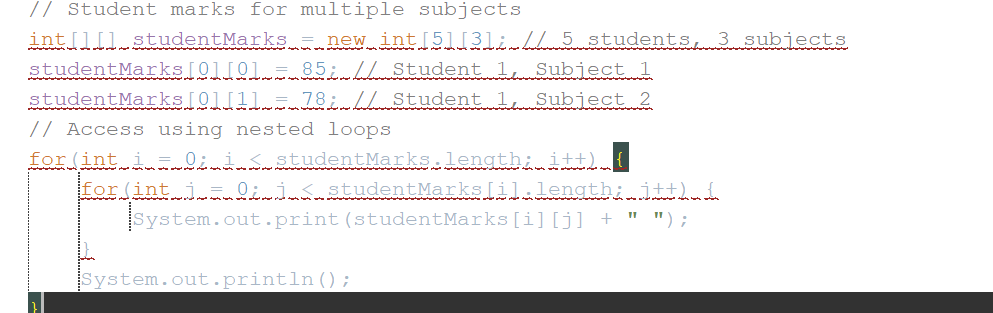 // Student marks for multiple subjects
int[][] studentMarks = new int[5][3]; // 5 students, 3 subjects
studentMarks[0][0] = 85; // Student 1, Subject 1
studentMarks[0][1] = 78; // Student 1, Subject 2
// Access using nested loops
for(int i = 0; i < studentMarks.length; i++) {
    for(int j = 0; j < studentMarks[i].length; j++) {
        System.out.print(studentMarks[i][j] + " ");
    }
    System.out.println();
}